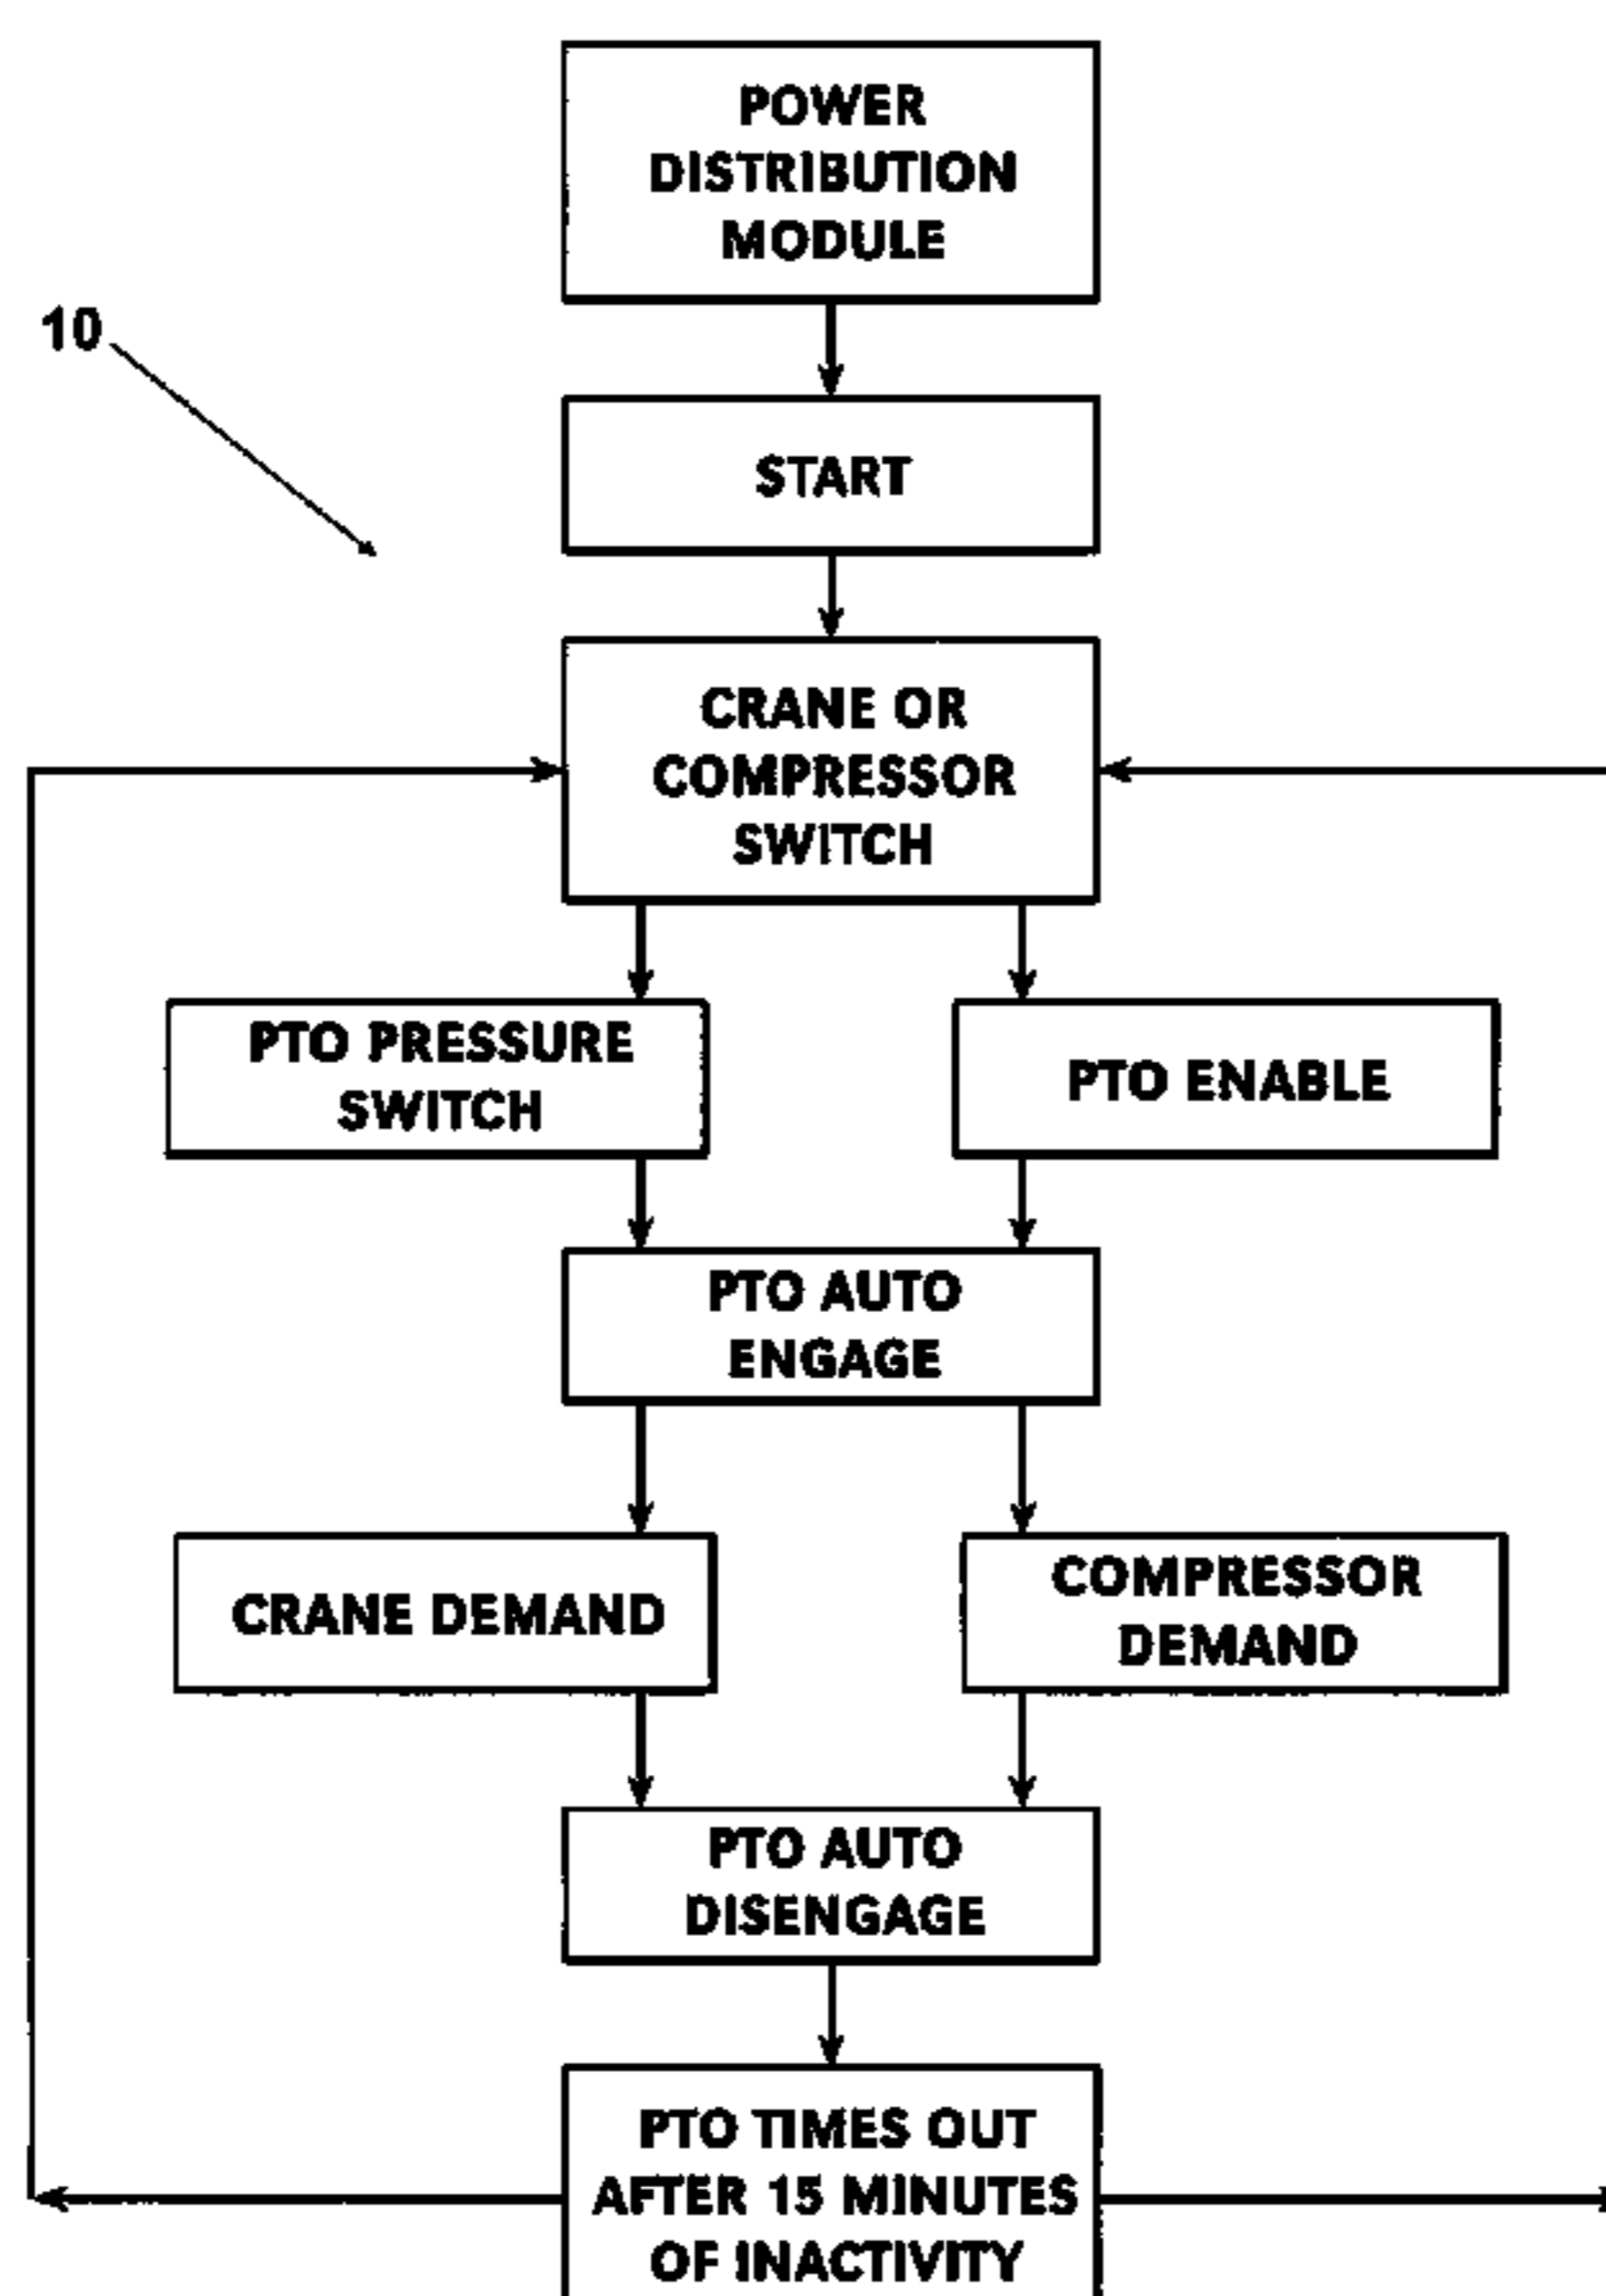 POWER
DISTRIBUTION
MODULE
10
START
CRANE OR
COMPRESSOR
SWITCH
PTO PRESSURE
SWITCH
PTO ENABLE
PTO AUTO
ENGAGE
CRANE DEMAND
COMPRESSOR
DEMAND
PTO AUTO
DISENGAGE
PTO TIMES OUT
AFTER 15 MINUTES
OF INACTIVITY